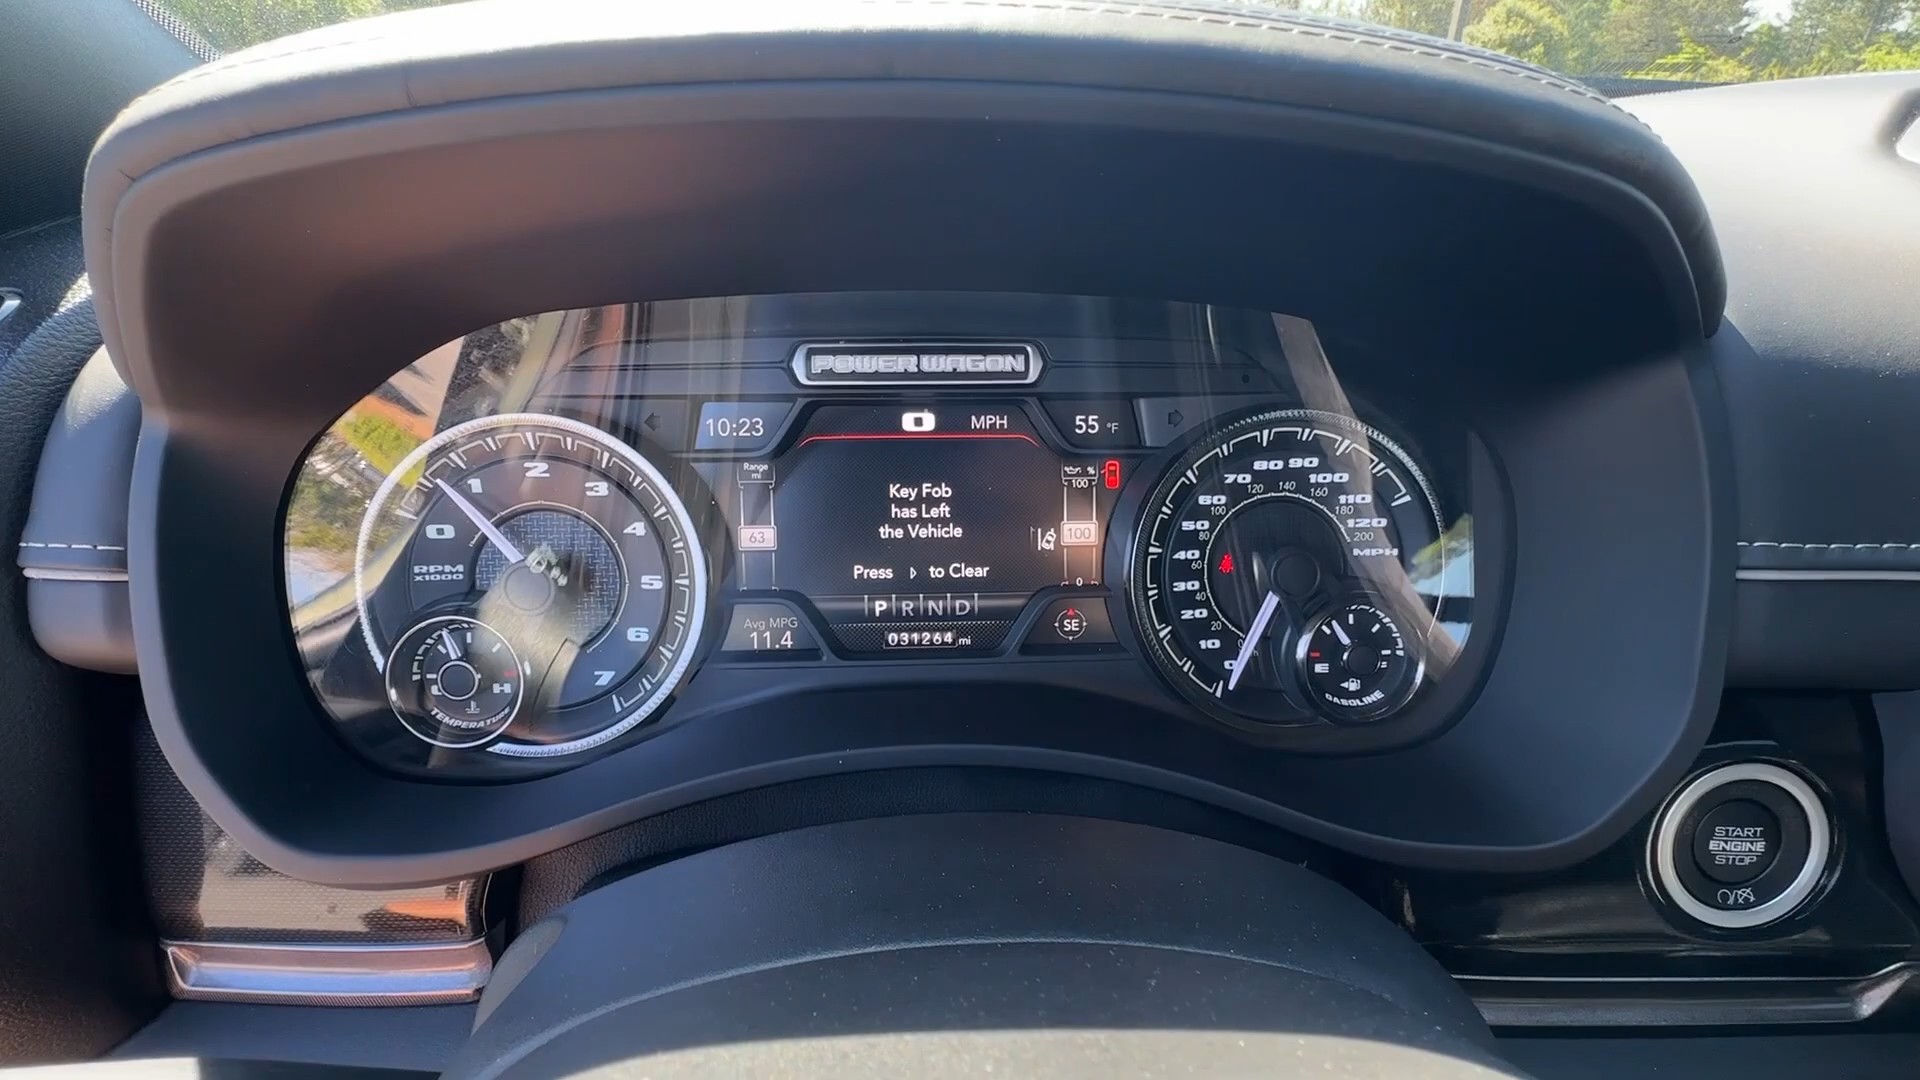 POWER WAGON
10:23
0 MPH
55 °F
Range
mi
63
Key Fob
has Left
the Vehicle
Press ▷ to Clear
%
100
100
0
P R N D
Avg MPG
11.4
031264 mi
SE
0 1 2 3 4 5 6 7
RPM
X1000
H
TEMPERATURE
0 10 20 30 40 50 60 70 80 90 100 110 120
MPH
20 40 60 80 100 120 140 160 180 200
E
GASOLINE
START
ENGINE
STOP